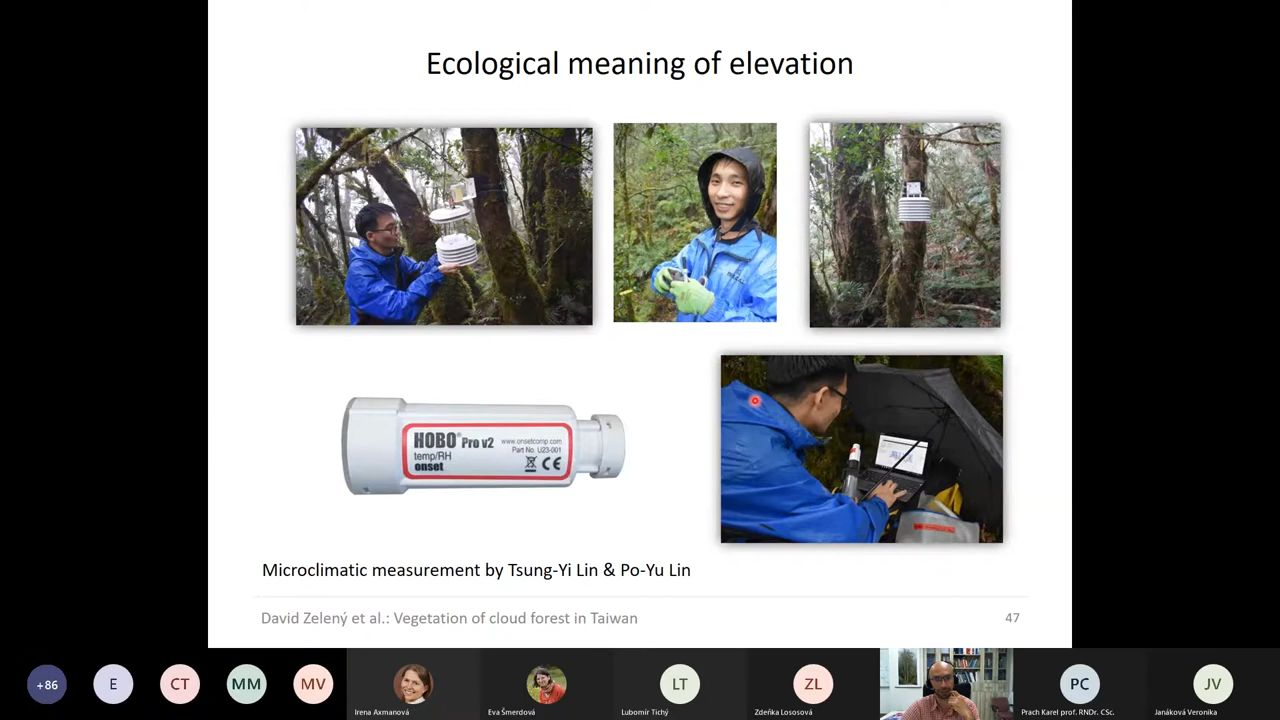 Ecological meaning of elevation
HOBO® Pro v2
temp/RH
onset
www.onsetcomp.com
Part No. U23-001
CE
Microclimatic measurement by Tsung-Yi Lin & Po-Yu Lin
David Zelený et al.: Vegetation of cloud forest in Taiwan
47
+86
E
CT
MM
MV
LT
ZL
PC
JV
Irena Axmanová
Eva Šmerdová
Lubomír Tichý
Zdeňka Lososová
Prach Karel prof. RNDr. CSc.
Janáková Veronika